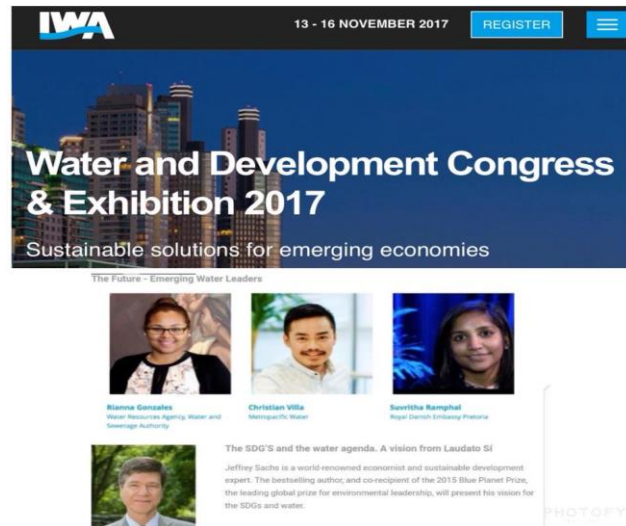 IWA
13 - 16 NOVEMBER 2017
REGISTER
Water and Development Congress
& Exhibition 2017
Sustainable solutions for emerging economies
The Future - Emerging Water Leaders
Rianna Gonzales
Water Resources Agency, Water and
Sewerage Authority
Christian Villa
Metropacific Water
Suvritha Ramphal
Royal Danish Embassy Pretoria
The SDG'S and the water agenda. A vision from Laudato Sí
Jeffrey Sachs is a world-renowned economist and sustainable development
expert. The bestselling author, and co-recipient of the 2015 Blue Planet Prize,
the leading global prize for environmental leadership, will present his vision for
the SDGs and water.
PHOTOFY